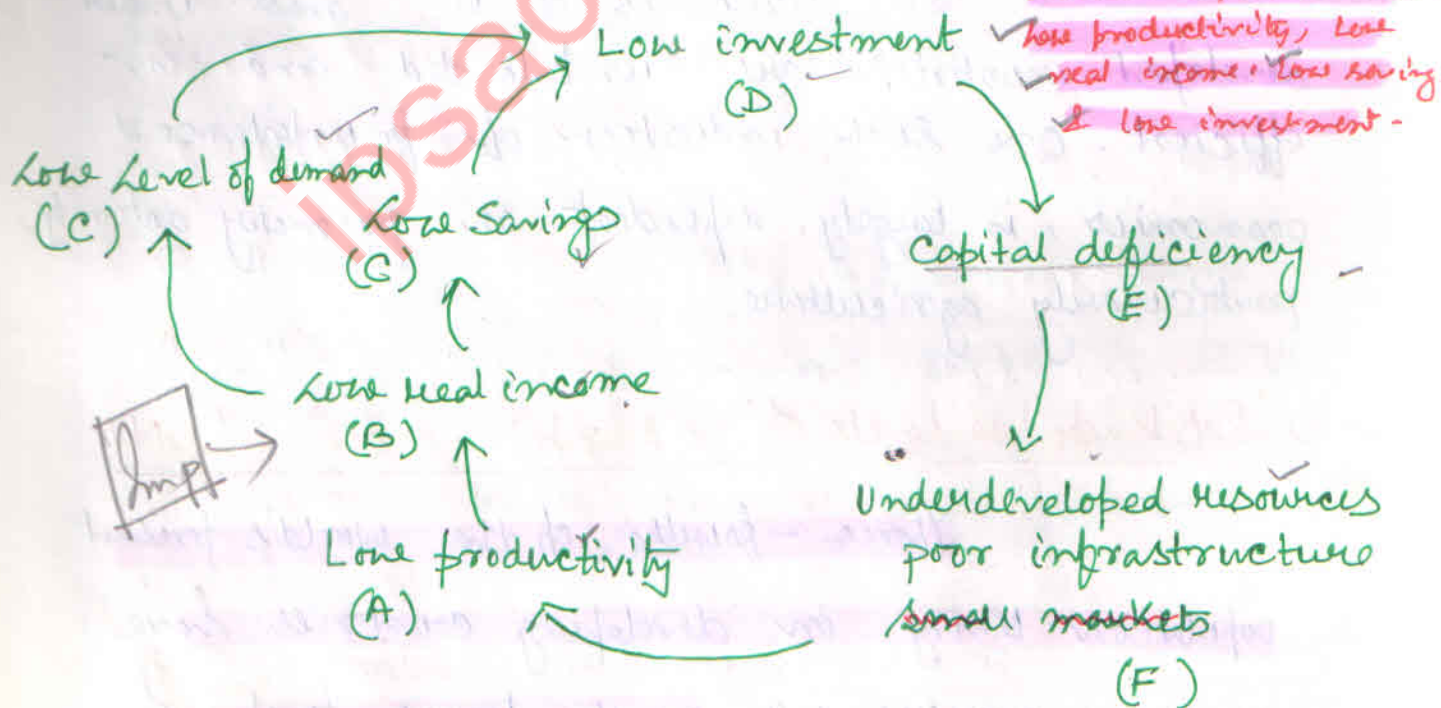 Low investment
(D)
Low productivity, Low
real income. Low saving
& low investment -
Low Level of demand
(C)
Low Savings
(G)
Capital deficiency
(E)
Low real income
(B)
Imp
Underdeveloped resources
poor infrastructure
small markets
(F)
Low productivity
(A)
ipsao